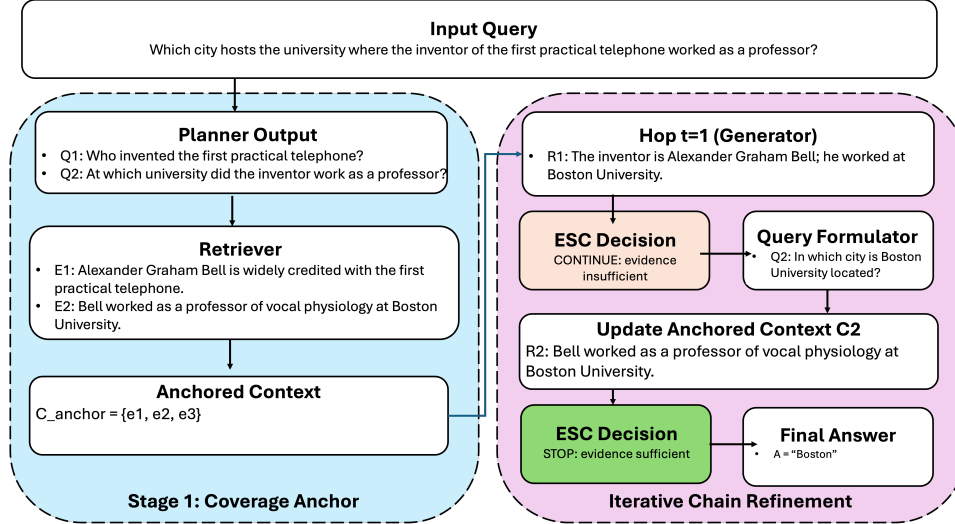 Input Query
Which city hosts the university where the inventor of the first practical telephone worked as a professor?
Planner Output
• Q1: Who invented the first practical telephone?
• Q2: At which university did the inventor work as a professor?
Retriever
• E1: Alexander Graham Bell is widely credited with the first
practical telephone.
• E2: Bell worked as a professor of vocal physiology at Boston
University.
Anchored Context
C_anchor = {e1, e2, e3}
Stage 1: Coverage Anchor
Hop t=1 (Generator)
• R1: The inventor is Alexander Graham Bell; he worked at
Boston University.
ESC Decision
CONTINUE: evidence
insufficient
Query Formulator
• Q2: In which city is Boston
University located?
Update Anchored Context C2
R2: Bell worked as a professor of vocal physiology at
Boston University.
ESC Decision
STOP: evidence sufficient
Final Answer
• A = “Boston”
Iterative Chain Refinement